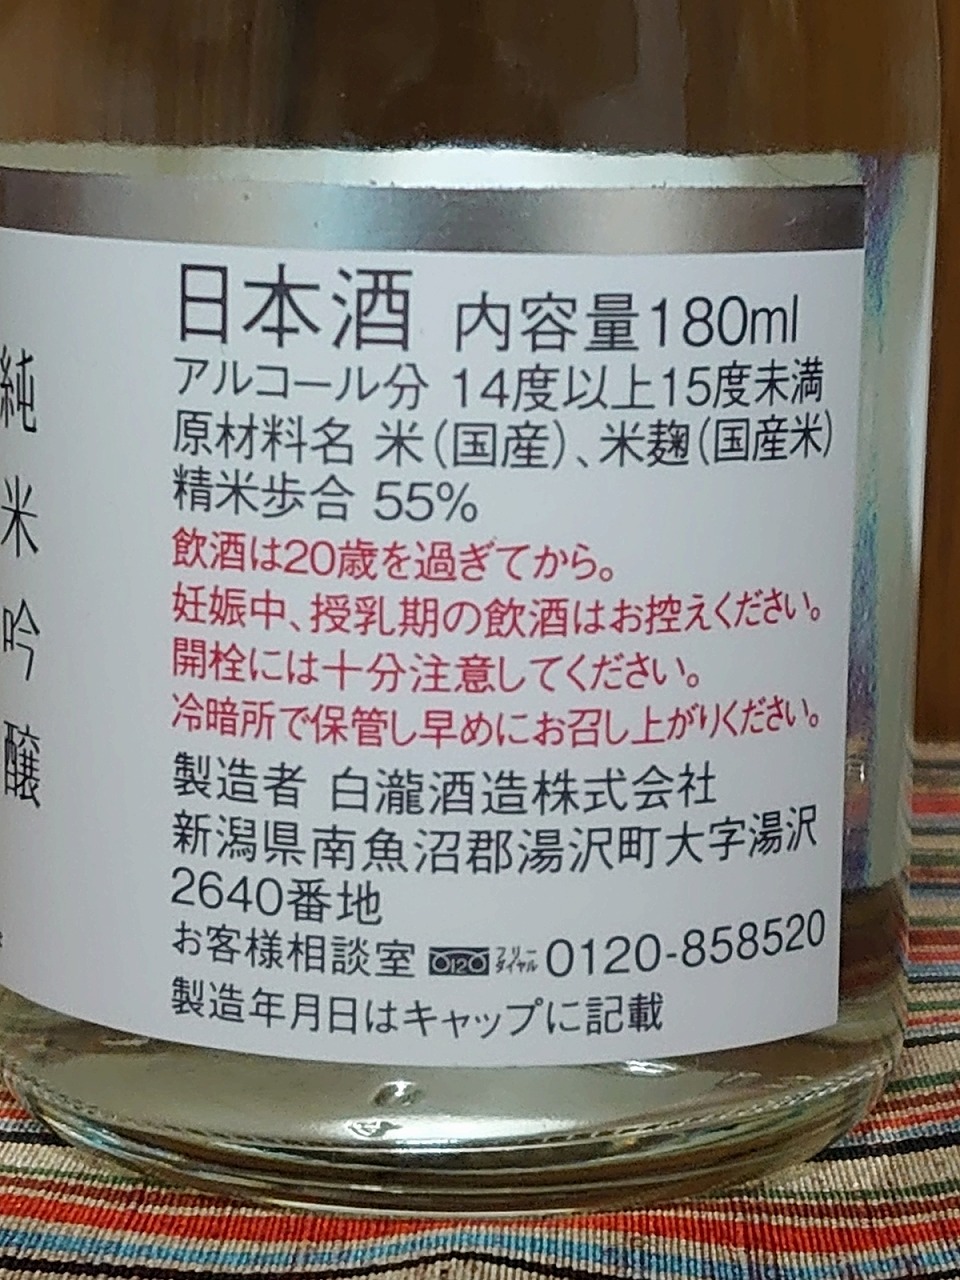 純米吟醸
日本酒 内容量180ml
アルコール分 14度以上15度未満
原材料名 米(国産)、米麹(国産米)
精米歩合 55%
飲酒は20歳を過ぎてから。
妊娠中、授乳期の飲酒はお控えください。
開栓には十分注意してください。
冷暗所で保管し早めにお召し上がりください。
製造者 白瀧酒造株式会社
新潟県南魚沼郡湯沢町大字湯沢
2640番地
お客様相談室 0120 フリーダイヤル 0120-858520
製造年月日はキャップに記載